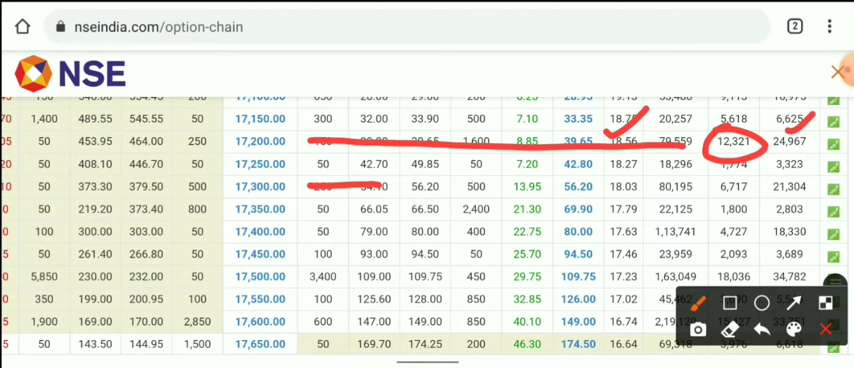 nseindia.com/option-chain 2
NSE
17,100.00
1,400 489.55 545.55 50 17,150.00 300 32.00 33.90 500 7.10 33.35 20,257 5,618 6,625
50 453.95 464.00 250 17,200.00 1,600 8.85 39.65 18.56 79,559 12,321 24,967
50 408.10 446.70 50 17,250.00 50 42.70 49.85 50 7.20 42.80 18.27 18,296 1,774 3,323
50 373.30 379.50 500 17,300.00 56.20 500 13.95 56.20 18.03 80,195 6,717 21,304
50 219.20 373.40 800 17,350.00 50 66.05 66.50 2,400 21.30 69.90 17.79 22,125 1,800 2,803
100 300.00 303.00 50 17,400.00 50 79.00 80.00 400 22.75 80.00 17.63 1,13,741 4,727 18,330
50 261.40 266.80 50 17,450.00 100 93.00 94.50 50 25.70 94.50 17.46 23,959 2,093 3,689
5,850 230.00 232.00 50 17,500.00 3,400 109.00 109.75 450 29.75 109.75 17.23 1,63,049 18,036 34,782
350 199.00 200.95 100 17,550.00 100 125.60 128.00 850 32.85 126.00 17.02
1,900 169.00 170.00 2,850 17,600.00 600 147.00 149.00 850 40.10 149.00 16.74
50 143.50 144.95 1,500 17,650.00 50 169.70 174.25 200 46.30 174.50 16.64